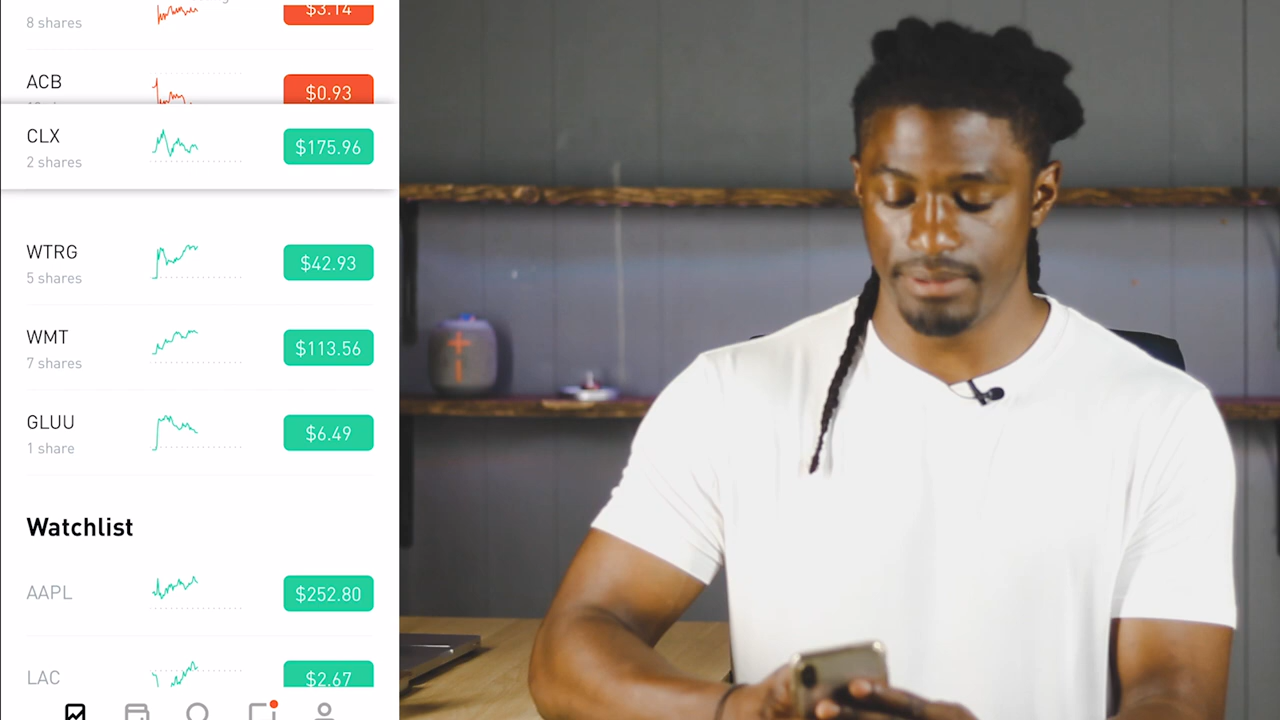 8 shares
$3.14
ACB
$0.93
CLX
2 shares
$175.96
WTRG
5 shares
$42.93
WMT
7 shares
$113.56
GLUU
1 share
$6.49
Watchlist
AAPL
$252.80
LAC
$2.67